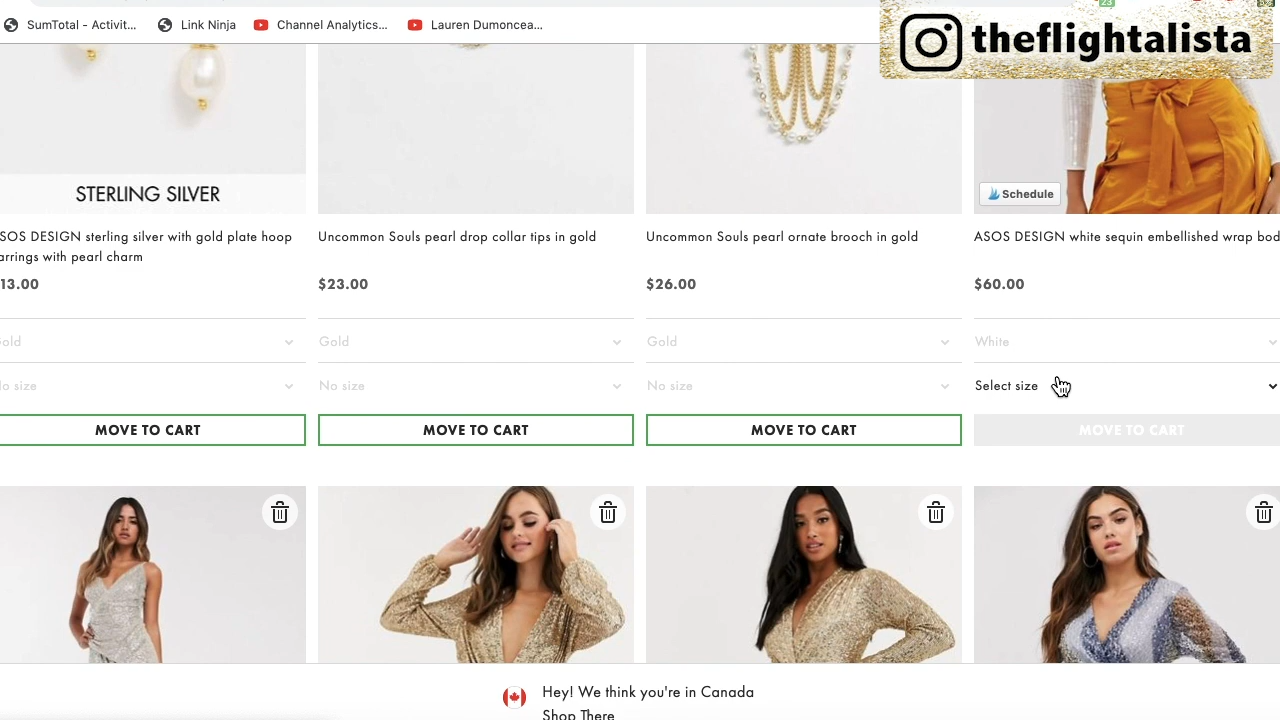 23
SumTotal - Activit...
Link Ninja
Channel Analytics...
Lauren Dumoncea...
theflightalista
STERLING SILVER
Schedule
SOS DESIGN sterling silver with gold plate hoop
arrings with pearl charm
13.00
Uncommon Souls pearl drop collar tips in gold
$23.00
Uncommon Souls pearl ornate brooch in gold
$26.00
ASOS DESIGN white sequin embellished wrap bod
$60.00
Gold
Gold
Gold
White
No size
No size
No size
Select size
MOVE TO CART
MOVE TO CART
MOVE TO CART
MOVE TO CART
Hey! We think you're in Canada
Shop There